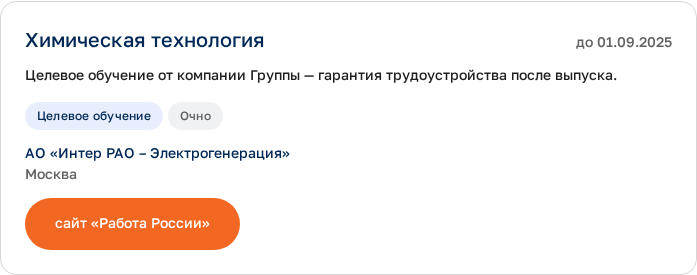 Химическая технология
до 01.09.2025
Целевое обучение от компании Группы — гарантия трудоустройства после выпуска.
Целевое обучение
Очно
АО «Интер РАО – Электрогенерация»
Москва
сайт «Работа России»